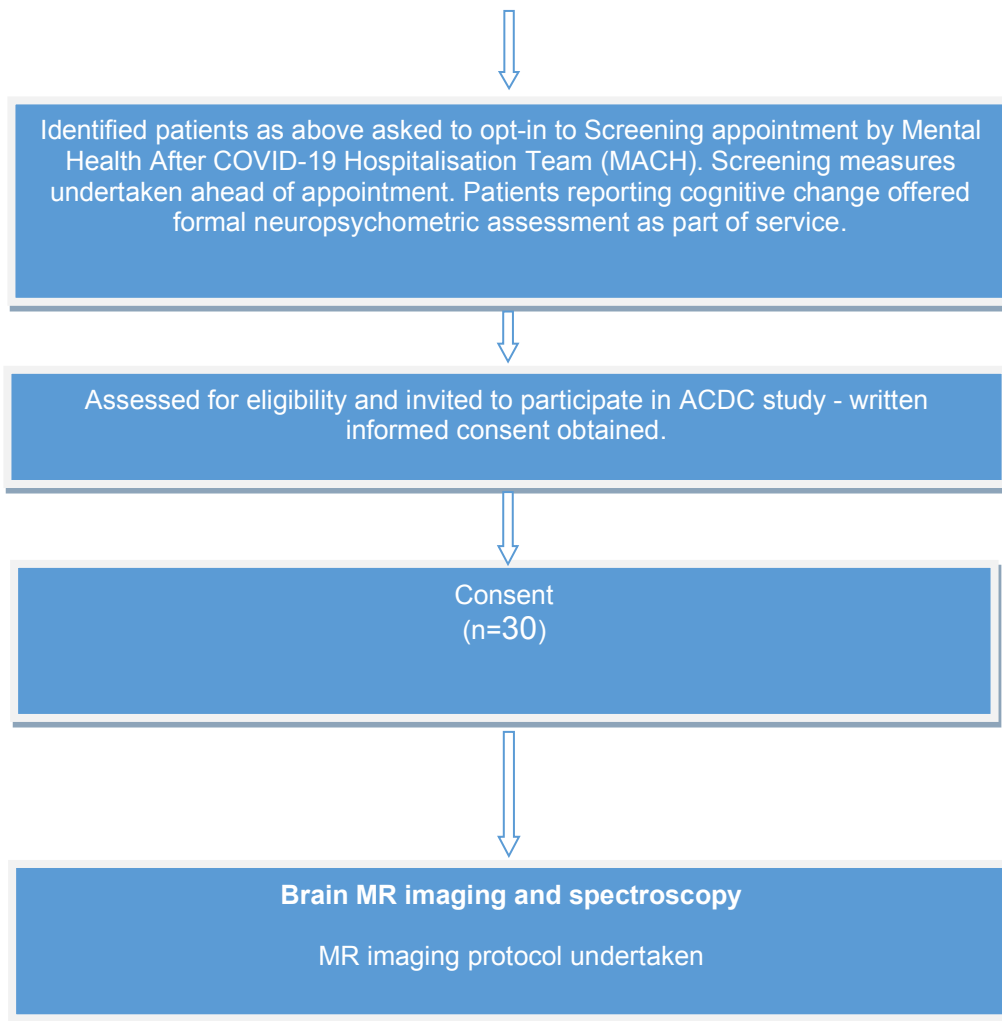 Identified patients as above asked to opt-in to Screening appointment by Mental
Health After COVID-19 Hospitalisation Team (MACH). Screening measures
undertaken ahead of appointment. Patients reporting cognitive change offered
formal neuropsychometric assessment as part of service.
Assessed for eligibility and invited to participate in ACDC study - written
informed consent obtained.
Consent
(n=30)
Brain MR imaging and spectroscopy
MR imaging protocol undertaken